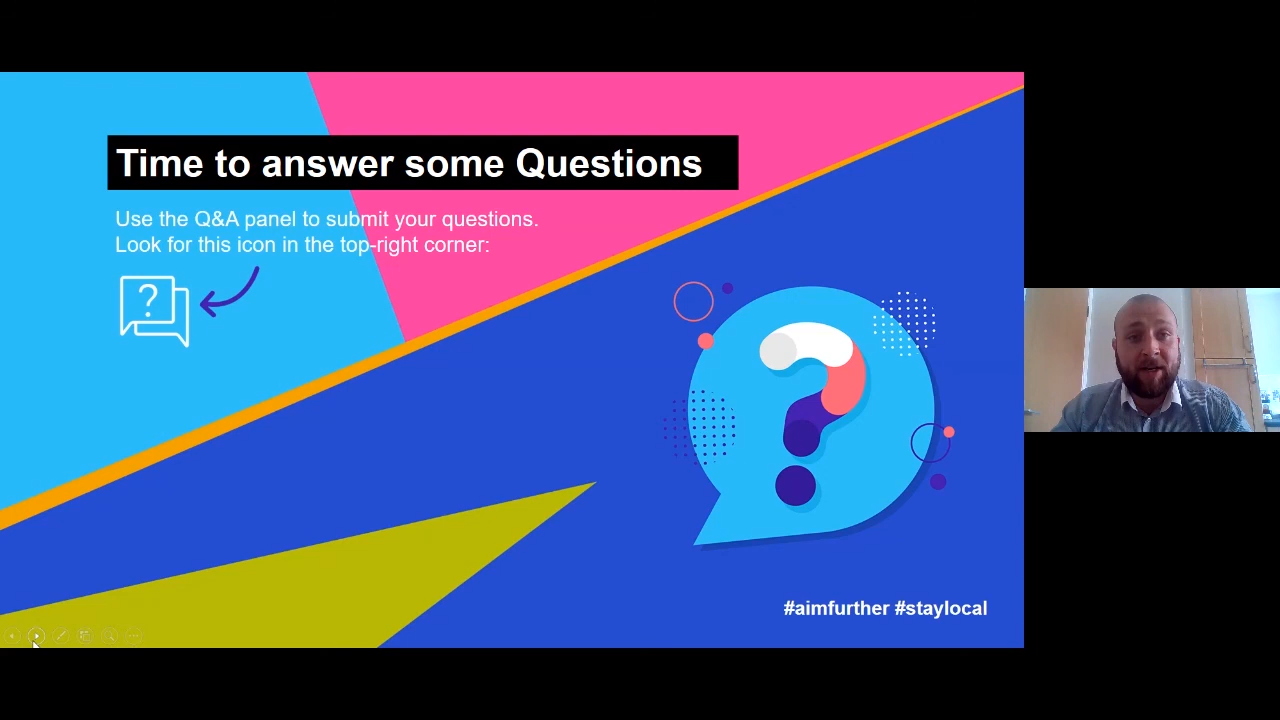 Time to answer some Questions
Use the Q&A panel to submit your questions.
Look for this icon in the top-right corner:
?
#aimfurther #staylocal